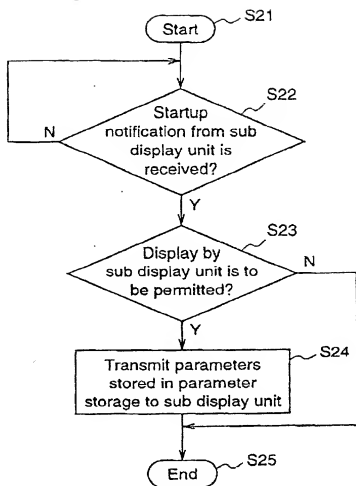 Start
S21
S22
Startup
notification from sub
display unit is
received?
N
Y
S23
Display by
sub display unit is to
be permitted?
N
Y
S24
Transmit parameters
stored in parameter
storage to sub display unit
End
S25